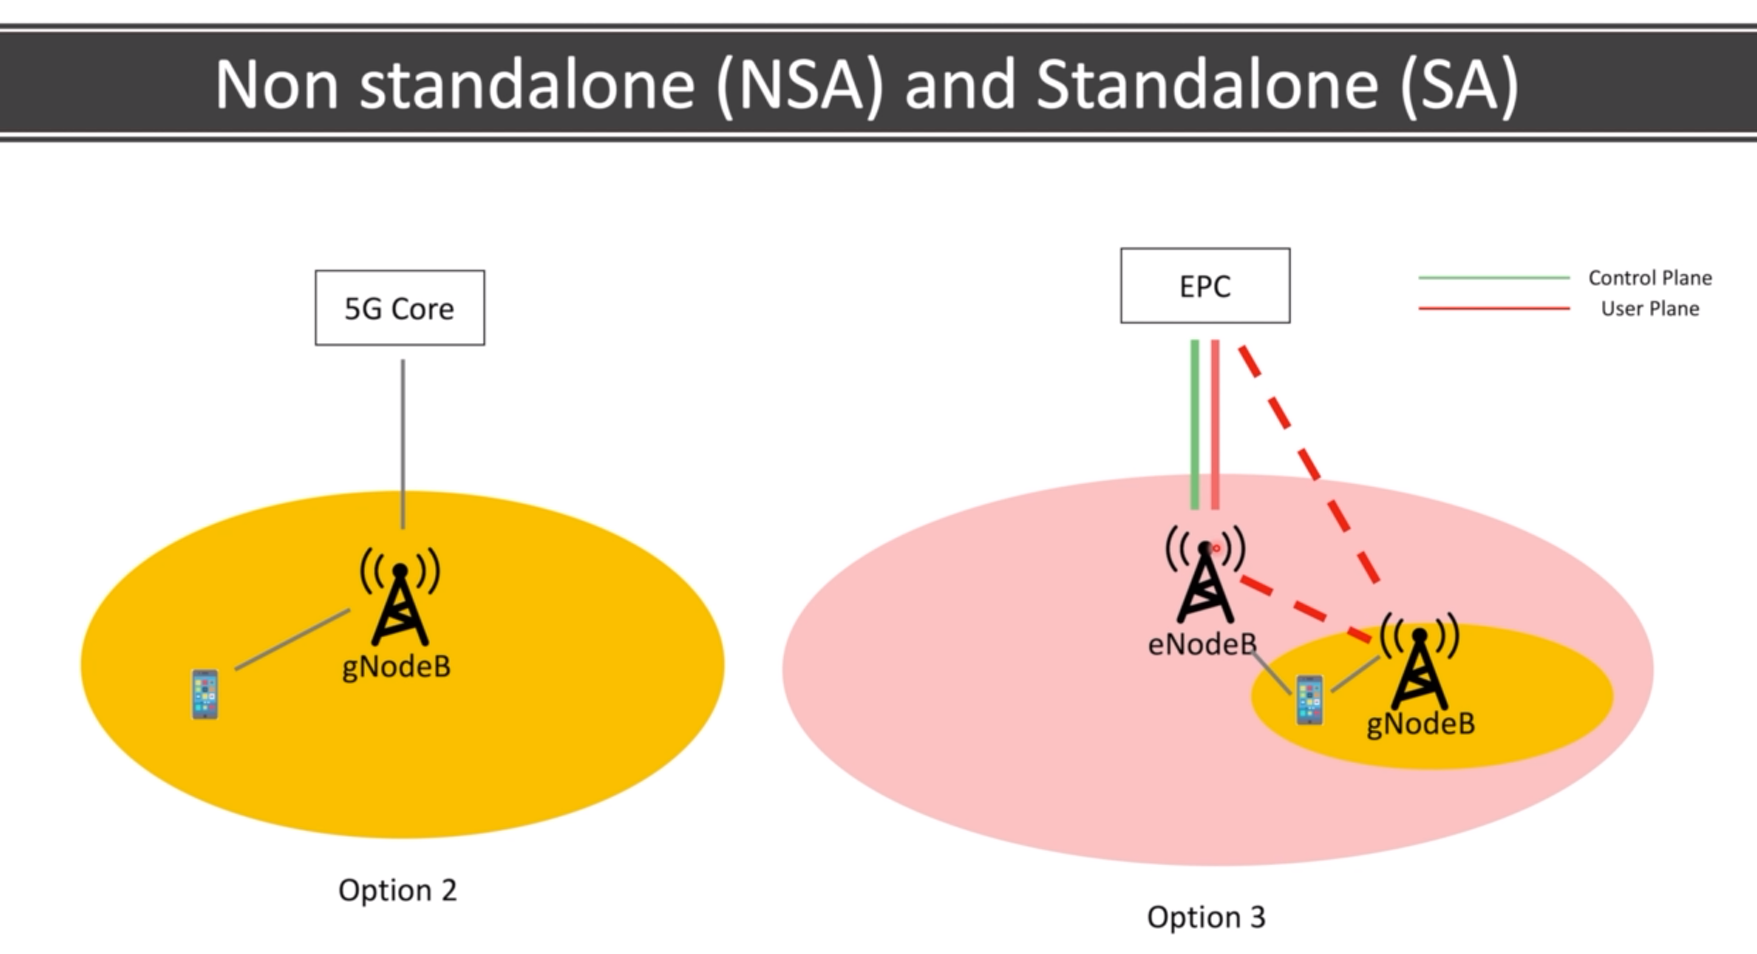 Non standalone (NSA) and Standalone (SA)
5G Core
gNodeB
Option 2
EPC
Control Plane
User Plane
eNodeB
gNodeB
Option 3